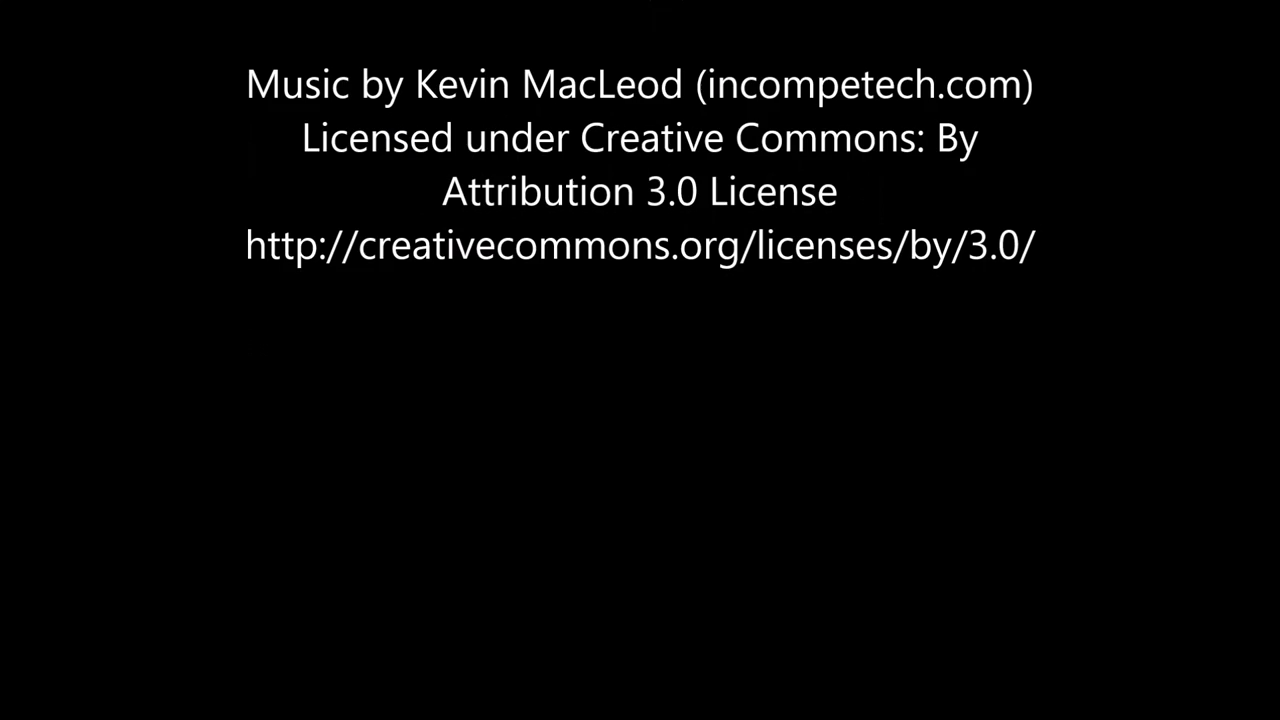 Music by Kevin MacLeod (incompetech.com)
Licensed under Creative Commons: By
Attribution 3.0 License
http://creativecommons.org/licenses/by/3.0/